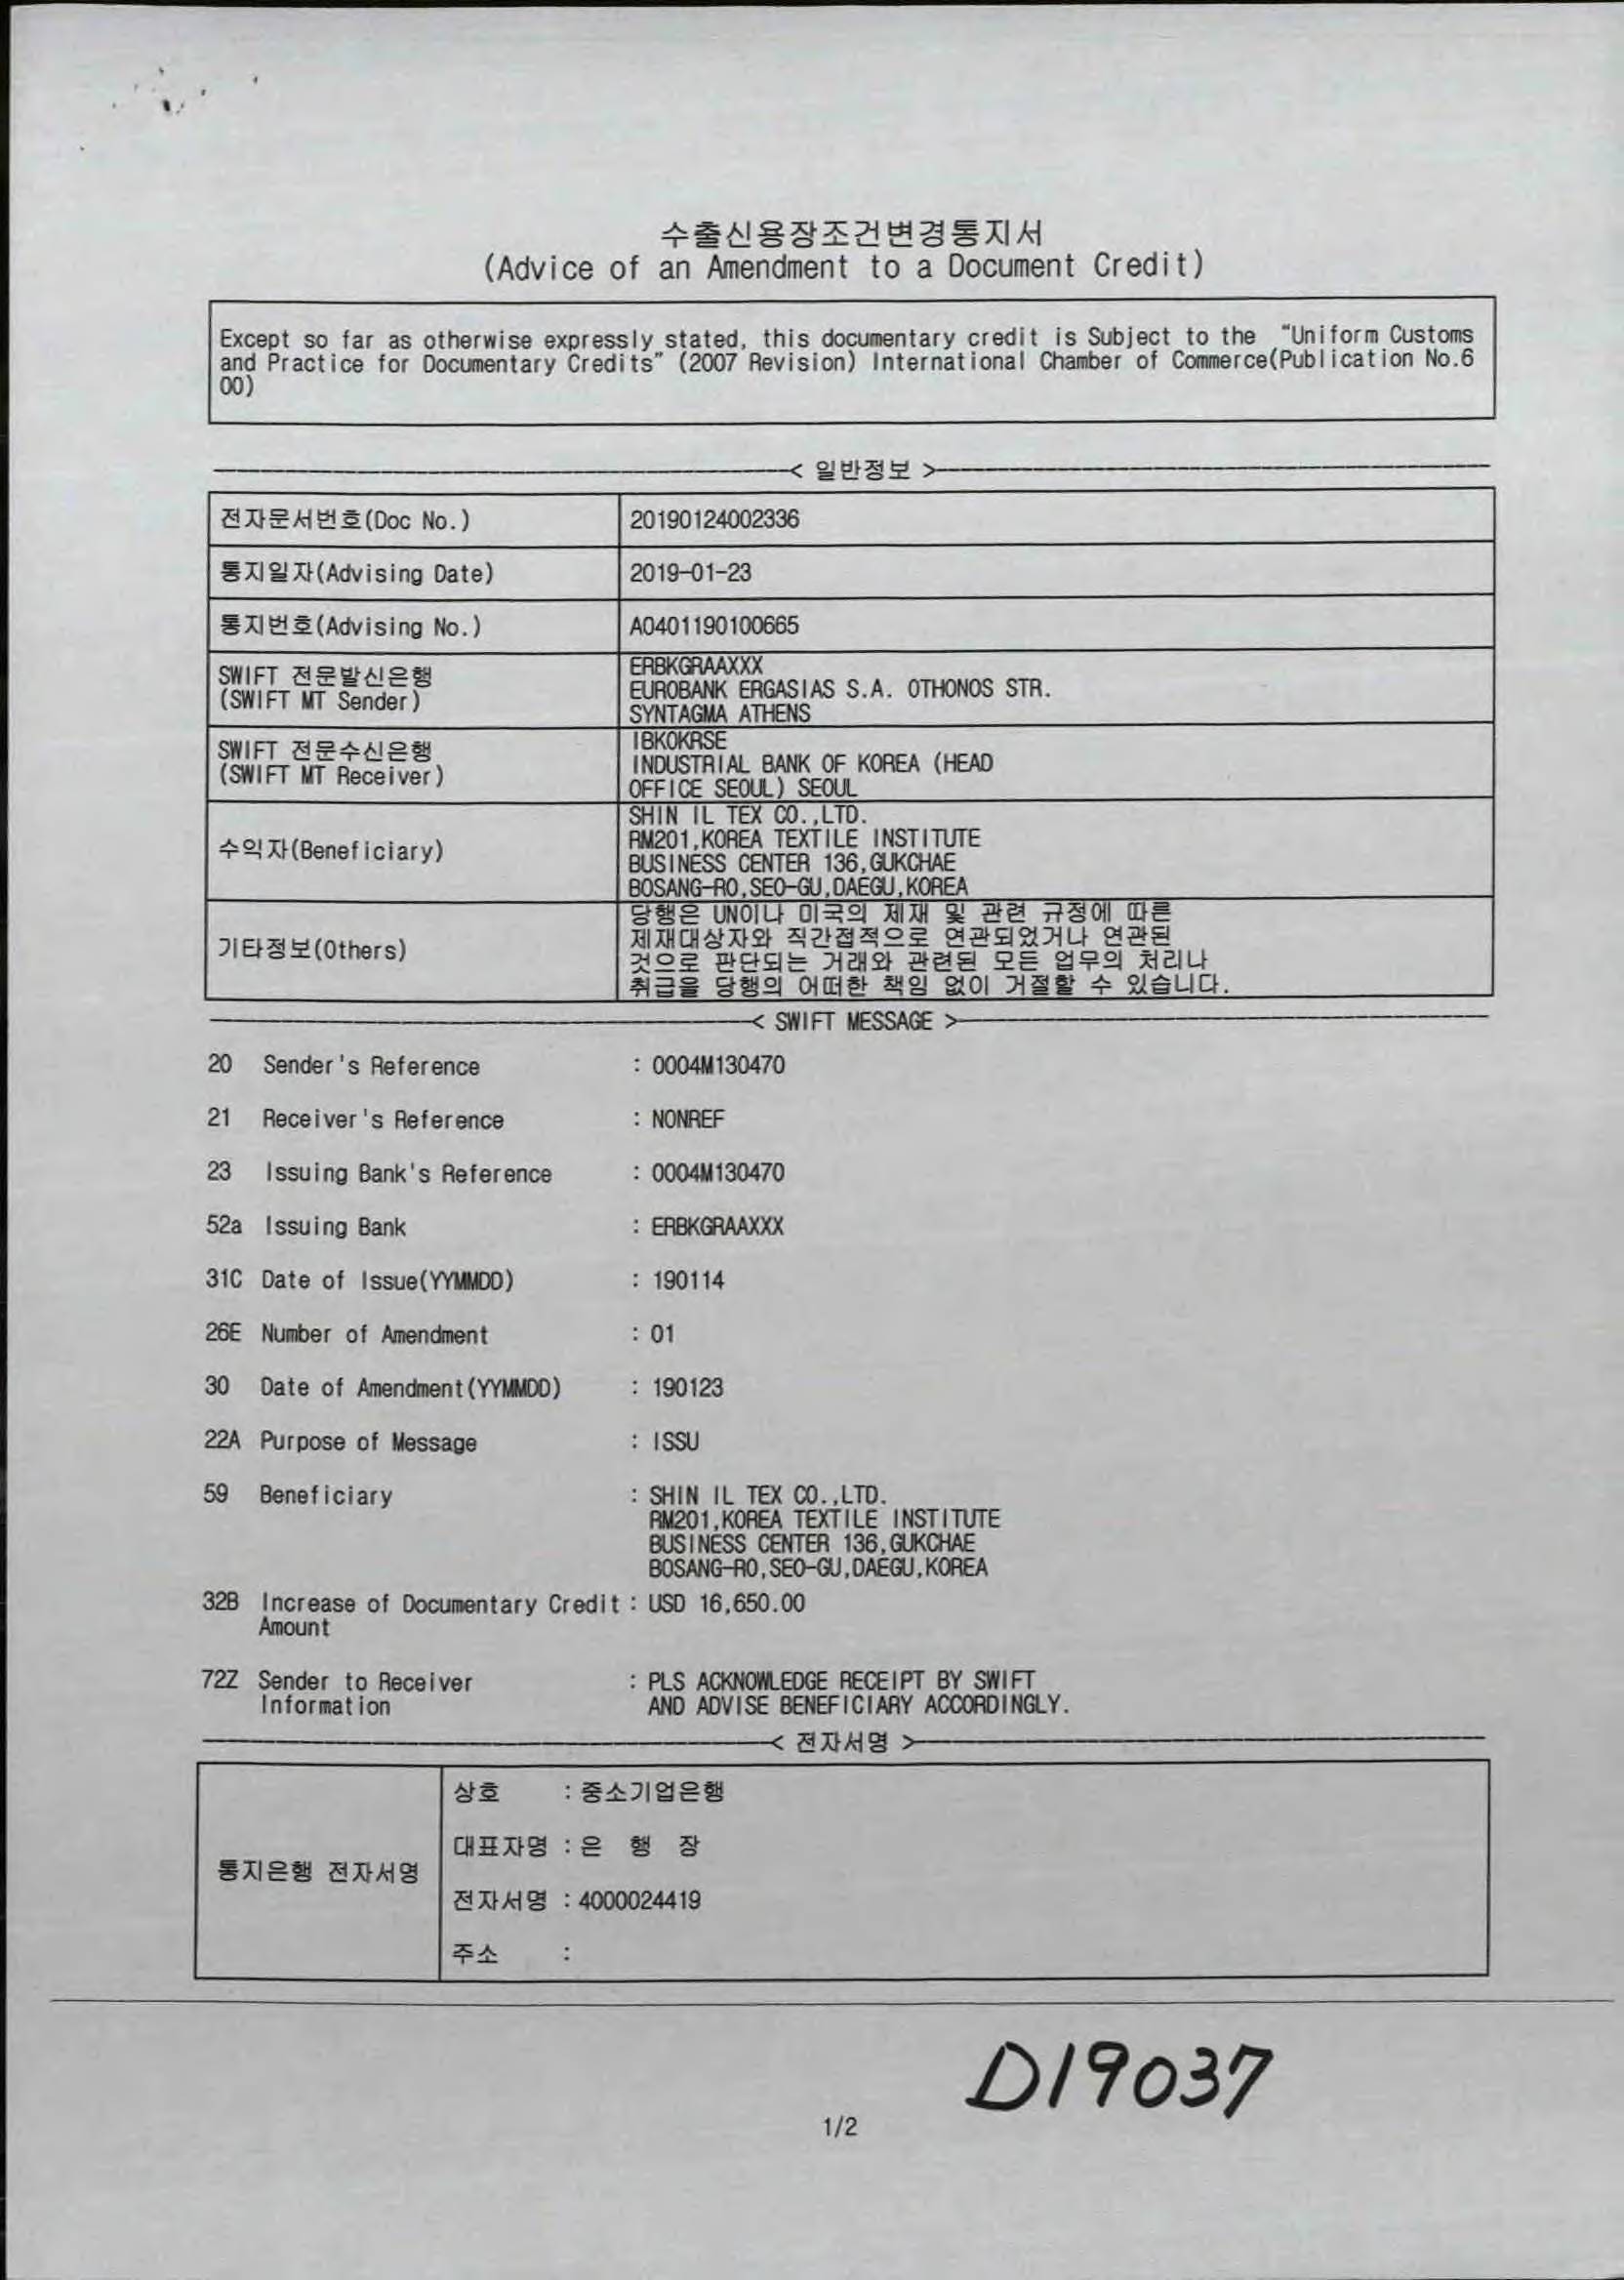 수출신용장조건변경통지서
(Advice of an Amendment to a Document Credit)
Except so far as otherwise expressly stated, this documentary credit is Subject to the "Uniform Customs
and Practice for Documentary Credits" (2007 Revision) International Chamber of Commerce(Publication No.6
00)
< 일반정보 >
전자문서번호(Doc No.) 20190124002336
통지일자(Advising Date) 2019-01-23
통지번호(Advising No.) A0401190100665
SWIFT 전문발신은행
(SWIFT MT Sender)
ERBKGRAAXXX
EUROBANK ERGASIAS S.A. OTHONOS STR.
SYNTAGMA ATHENS
SWIFT 전문수신은행
(SWIFT MT Receiver)
IBKOKRSE
INDUSTRIAL BANK OF KOREA (HEAD
OFFICE SEOUL) SEOUL
수익자(Beneficiary)
SHIN IL TEX CO.,LTD.
RM201,KOREA TEXTILE INSTITUTE
BUSINESS CENTER 136,GUKCHAE
BOSANG-RO,SEO-GU,DAEGU,KOREA
기타정보(Others)
당행은 UN이나 미국의 제재 및 관련 규정에 따른
제재대상자와 직간접적으로 연관되었거나 연관된
것으로 판단되는 거래와 관련된 모든 업무의 처리나
취급을 당행의 어떠한 책임 없이 거절할 수 있습니다.
< SWIFT MESSAGE >
20 Sender's Reference : 0004M130470
21 Receiver's Reference : NONREF
23 Issuing Bank's Reference : 0004M130470
52a Issuing Bank : ERBKGRAAXXX
31C Date of Issue(YYMMDD) : 190114
26E Number of Amendment : 01
30 Date of Amendment(YYMMDD) : 190123
22A Purpose of Message : ISSU
59 Beneficiary : SHIN IL TEX CO.,LTD.
RM201,KOREA TEXTILE INSTITUTE
BUSINESS CENTER 136,GUKCHAE
BOSANG-RO,SEO-GU,DAEGU,KOREA
32B Increase of Documentary Credit : USD 16,650.00
Amount
72Z Sender to Receiver : PLS ACKNOWLEDGE RECEIPT BY SWIFT
Information AND ADVISE BENEFICIARY ACCORDINGLY.
< 전자서명 >
통지은행 전자서명
상호 : 중소기업은행
대표자명 : 은 행 장
전자서명 : 4000024419
주소 :
D19037
1/2